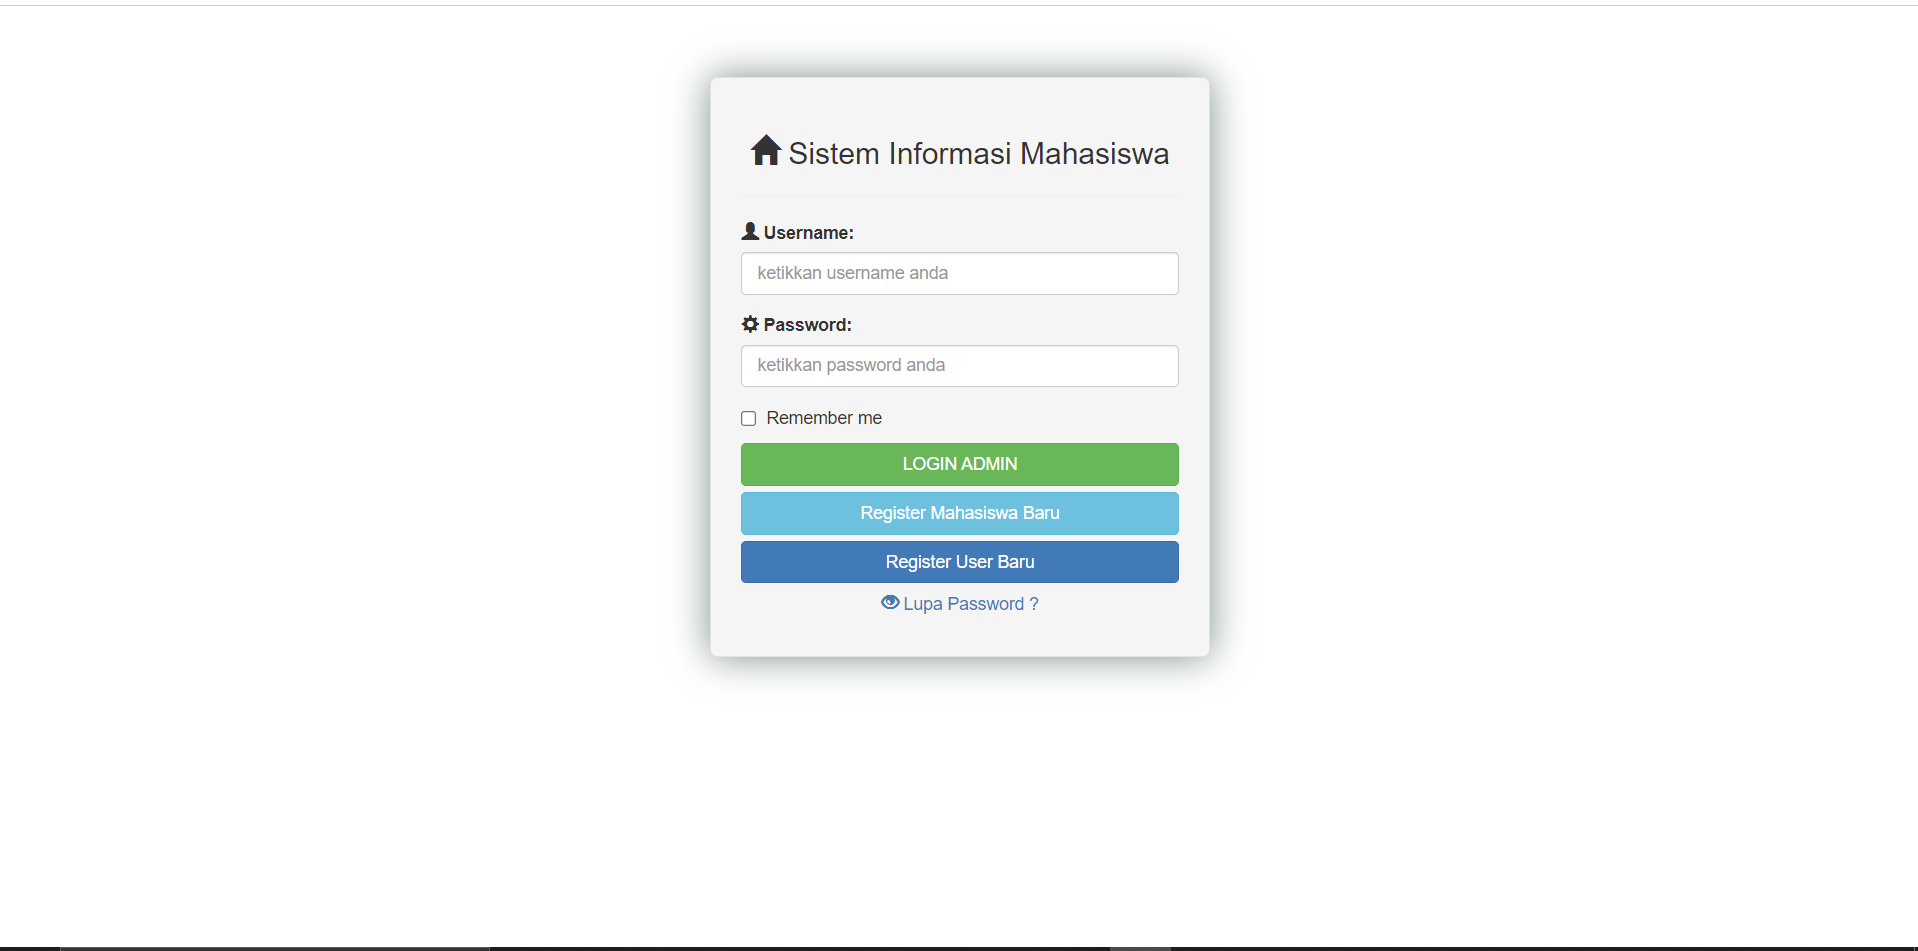 Sistem Informasi Mahasiswa
Username:
ketikkan username anda
Password:
ketikkan password anda
Remember me
LOGIN ADMIN
Register Mahasiswa Baru
Register User Baru
Lupa Password ?